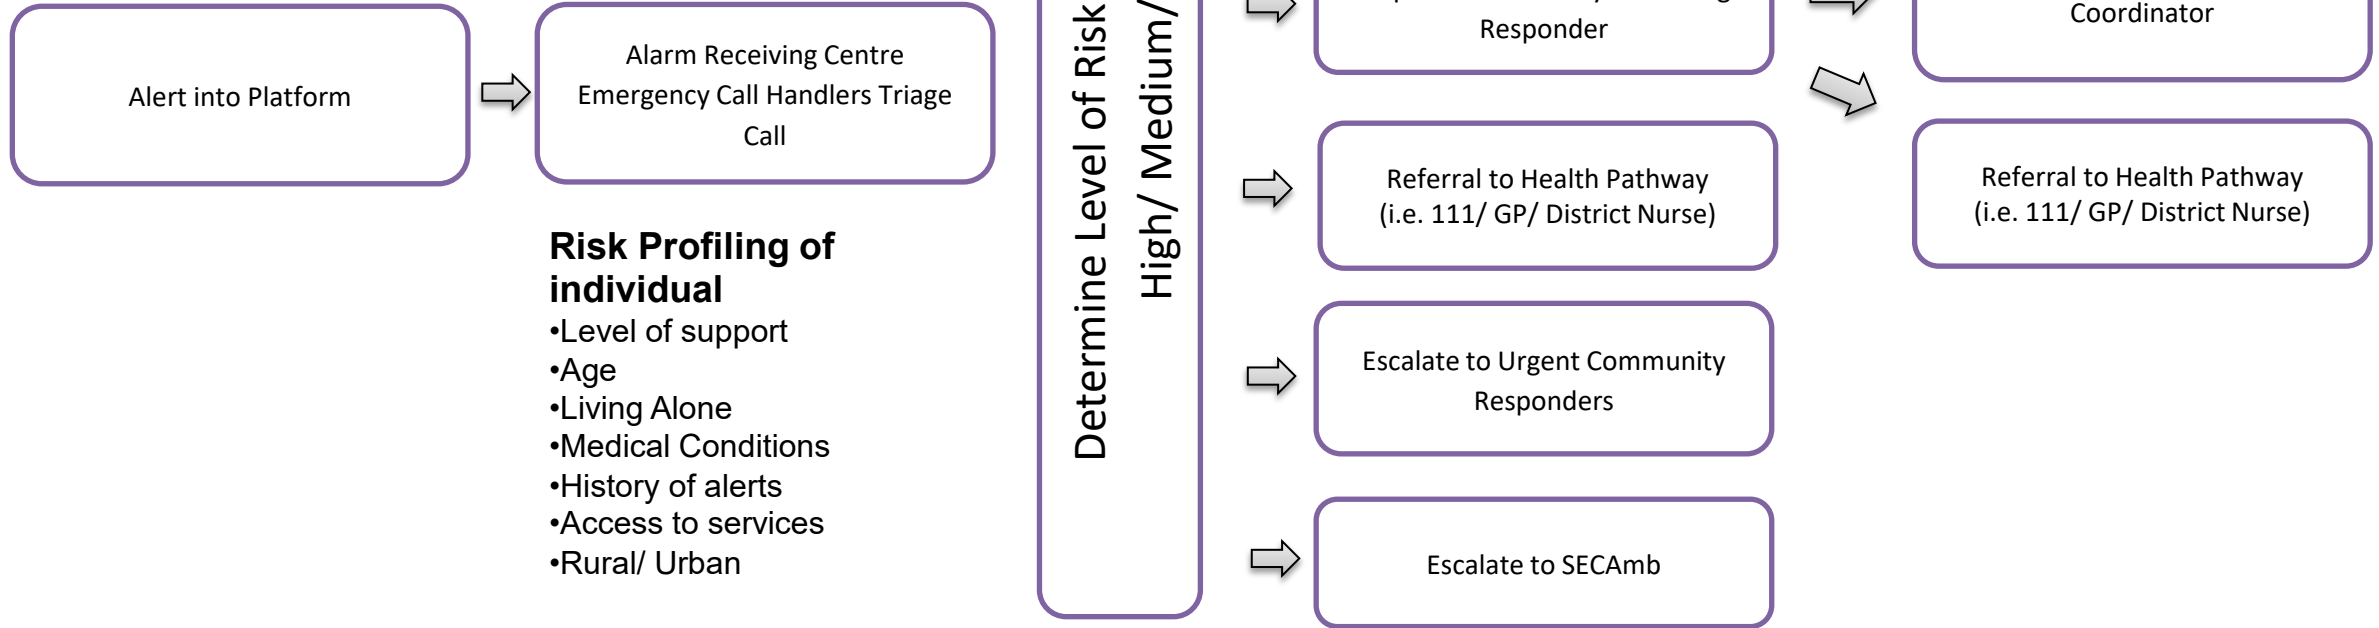 Alert into Platform
Alarm Receiving Centre
Emergency Call Handlers Triage
Call
Risk Profiling of
individual
•Level of support
•Age
•Living Alone
•Medical Conditions
•History of alerts
•Access to services
•Rural/ Urban
Determine Level of Risk
High/ Medium/
Responder
Referral to Health Pathway
(i.e. 111/ GP/ District Nurse)
Escalate to Urgent Community
Responders
Escalate to SECAmb
Coordinator
Referral to Health Pathway
(i.e. 111/ GP/ District Nurse)